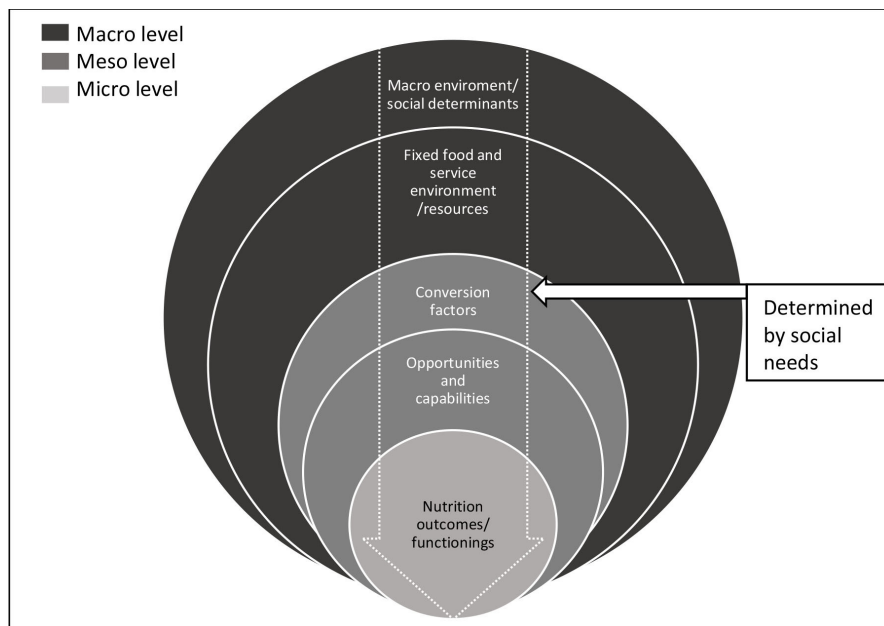 Macro level
Meso level
Micro level
Macro enviroment/
social determinants
Fixed food and
service
environment
/resources
Conversion
factors
Opportunities
and
capabilities
Nutrition
outcomes/
functionings
Determined
by social
needs